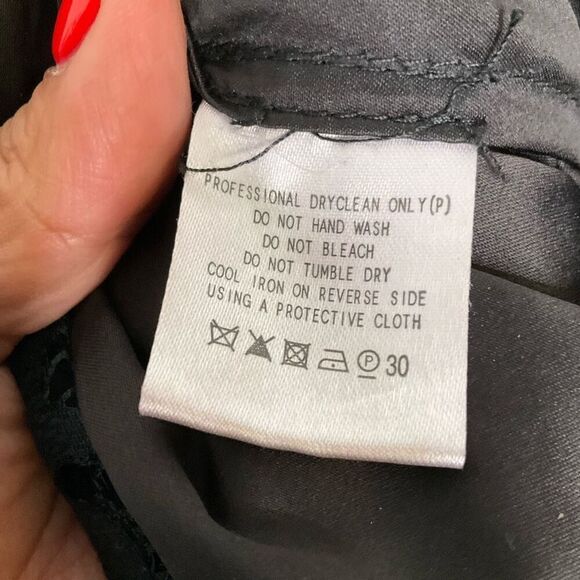 PROFESSIONAL DRYCLEAN ONLY(P)
DO NOT HAND WASH
DO NOT BLEACH
DO NOT TUMBLE DRY
COOL IRON ON REVERSE SIDE
USING A PROTECTIVE CLOTH
P 30